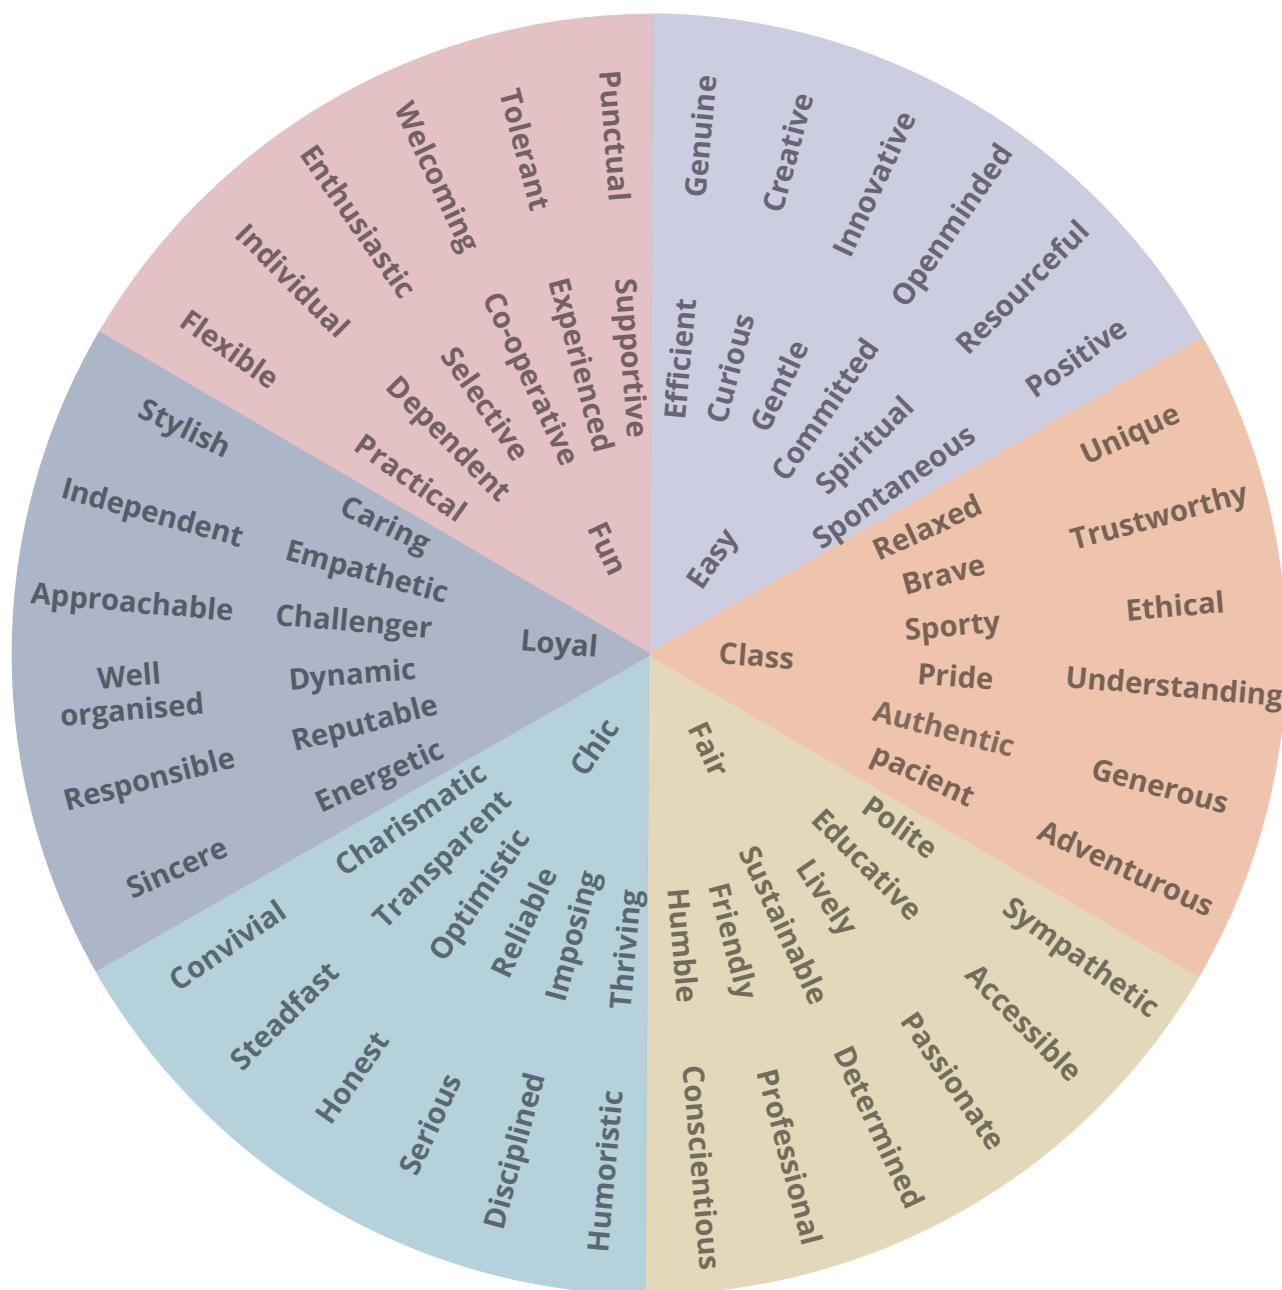 Genuine
Creative
Innovative
Openminded
Resourceful
Positive
Efficient
Curious
Gentle
Committed
Spiritual
Spontaneous
Easy
Unique
Trustworthy
Ethical
Understanding
Generous
Adventurous
Relaxed
Brave
Sporty
Pride
Authentic
pacient
Class
Sympathetic
Accessible
Passionate
Determined
Professional
Conscientious
Polite
Educative
Lively
Sustainable
Friendly
Humble
Fair
Humoristic
Disciplined
Serious
Honest
Steadfast
Convivial
Thriving
Imposing
Reliable
Optimistic
Transparent
Charismatic
Chic
Sincere
Responsible
Well
organised
Approachable
Independent
Stylish
Energetic
Reputable
Dynamic
Challenger
Empathetic
Caring
Loyal
Flexible
Individual
Enthusiastic
Welcoming
Tolerant
Punctual
Practical
Dependent
Selective
Co-operative
Experienced
Supportive
Fun